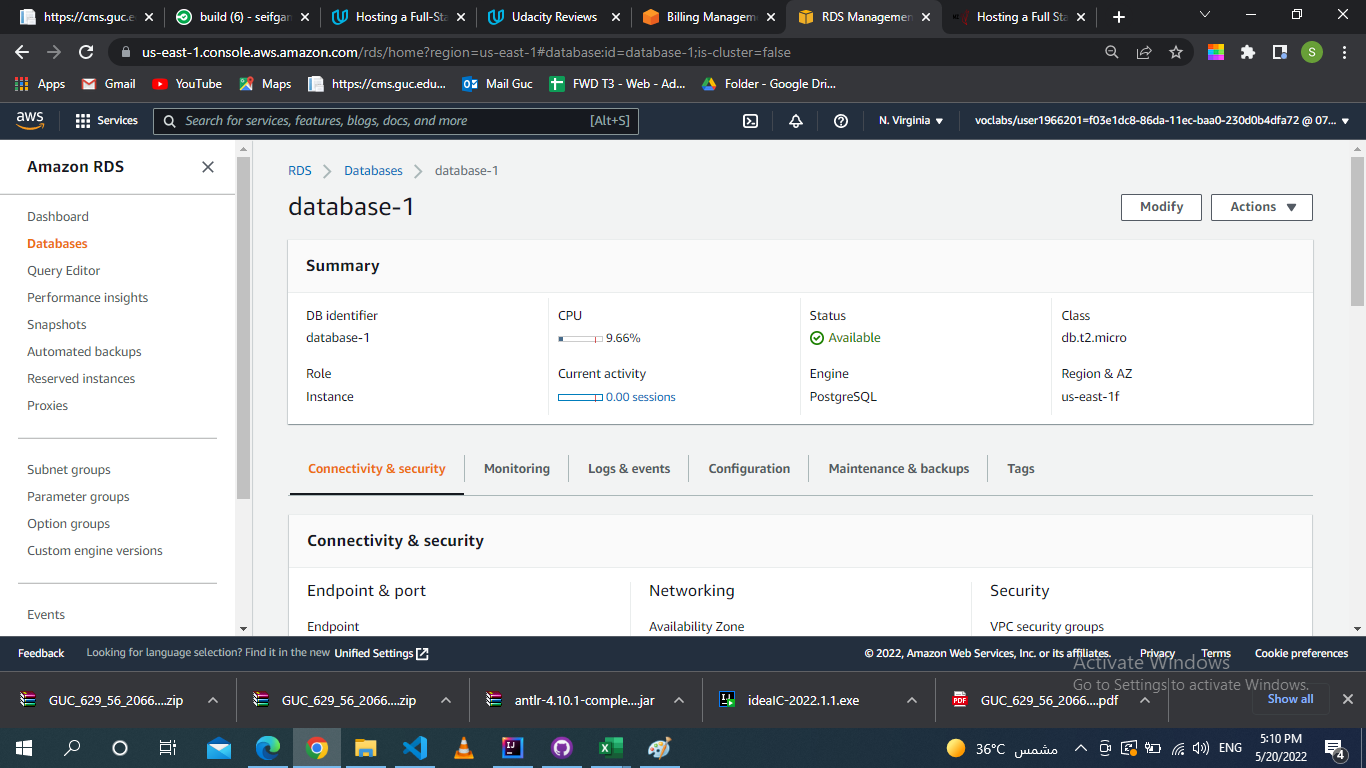 https://cms.guc.e
build (6) - seifgan
Hosting a Full-Sta
Udacity Reviews
Billing Managem
RDS Managemen
Hosting a Full Sta
us-east-1.console.aws.amazon.com/rds/home?region=us-east-1#database:id=database-1;is-cluster=false
S
Apps
Gmail
YouTube
Maps
https://cms.guc.edu...
Mail Guc
FWD T3 - Web - Ad...
Folder - Google Dri...
aws
Services
Search for services, features, blogs, docs, and more
[Alt+S]
N. Virginia
voclabs/user1966201=f03e1dc8-86da-11ec-baa0-230d0b4dfa72 @ 07...
Amazon RDS
Dashboard
Databases
Query Editor
Performance insights
Snapshots
Automated backups
Reserved instances
Proxies
Subnet groups
Parameter groups
Option groups
Custom engine versions
Events
RDS
Databases
database-1
database-1
Modify
Actions
Summary
DB identifier
database-1
CPU
9.66%
Status
Available
Class
db.t2.micro
Role
Instance
Current activity
0.00 sessions
Engine
PostgreSQL
Region & AZ
us-east-1f
Connectivity & security
Monitoring
Logs & events
Configuration
Maintenance & backups
Tags
Connectivity & security
Endpoint & port
Endpoint
Networking
Availability Zone
Security
VPC security groups
Feedback
Looking for language selection? Find it in the new Unified Settings
© 2022, Amazon Web Services, Inc. or its affiliates.
Privacy
Terms
Cookie preferences
Activate Windows
Go to Settings to activate Windows.
GUC_629_56_2066....zip
GUC_629_56_2066....zip
antlr-4.10.1-comple....jar
ideaIC-2022.1.1.exe
GUC_629_56_2066....pdf
Show all
36°C مشمس
ENG
5:10 PM
5/20/2022
4